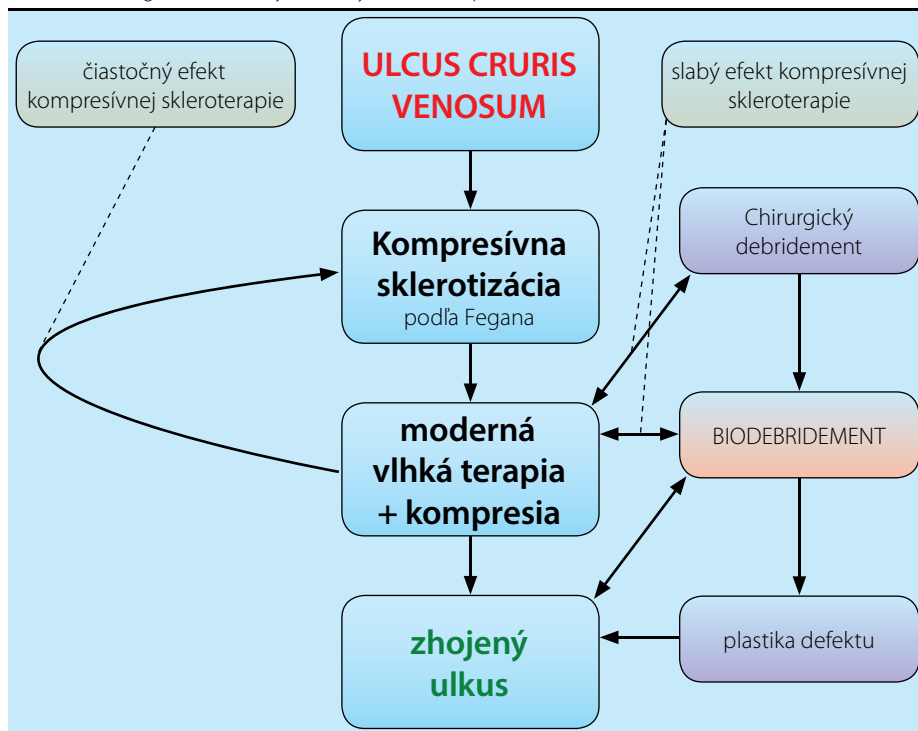 čiastočný efekt
kompresívnej skleroterapie
ULCUS CRURIS
VENOSUM
slabý efekt kompresívnej
skleroterapie
Chirurgický
debridement
Kompresívna
sklerotizácia
podľa Fegana
moderná
vlhká terapia
+ kompresia
BIODEBRIDEMENT
zhojený
ulkus
plastika defektu